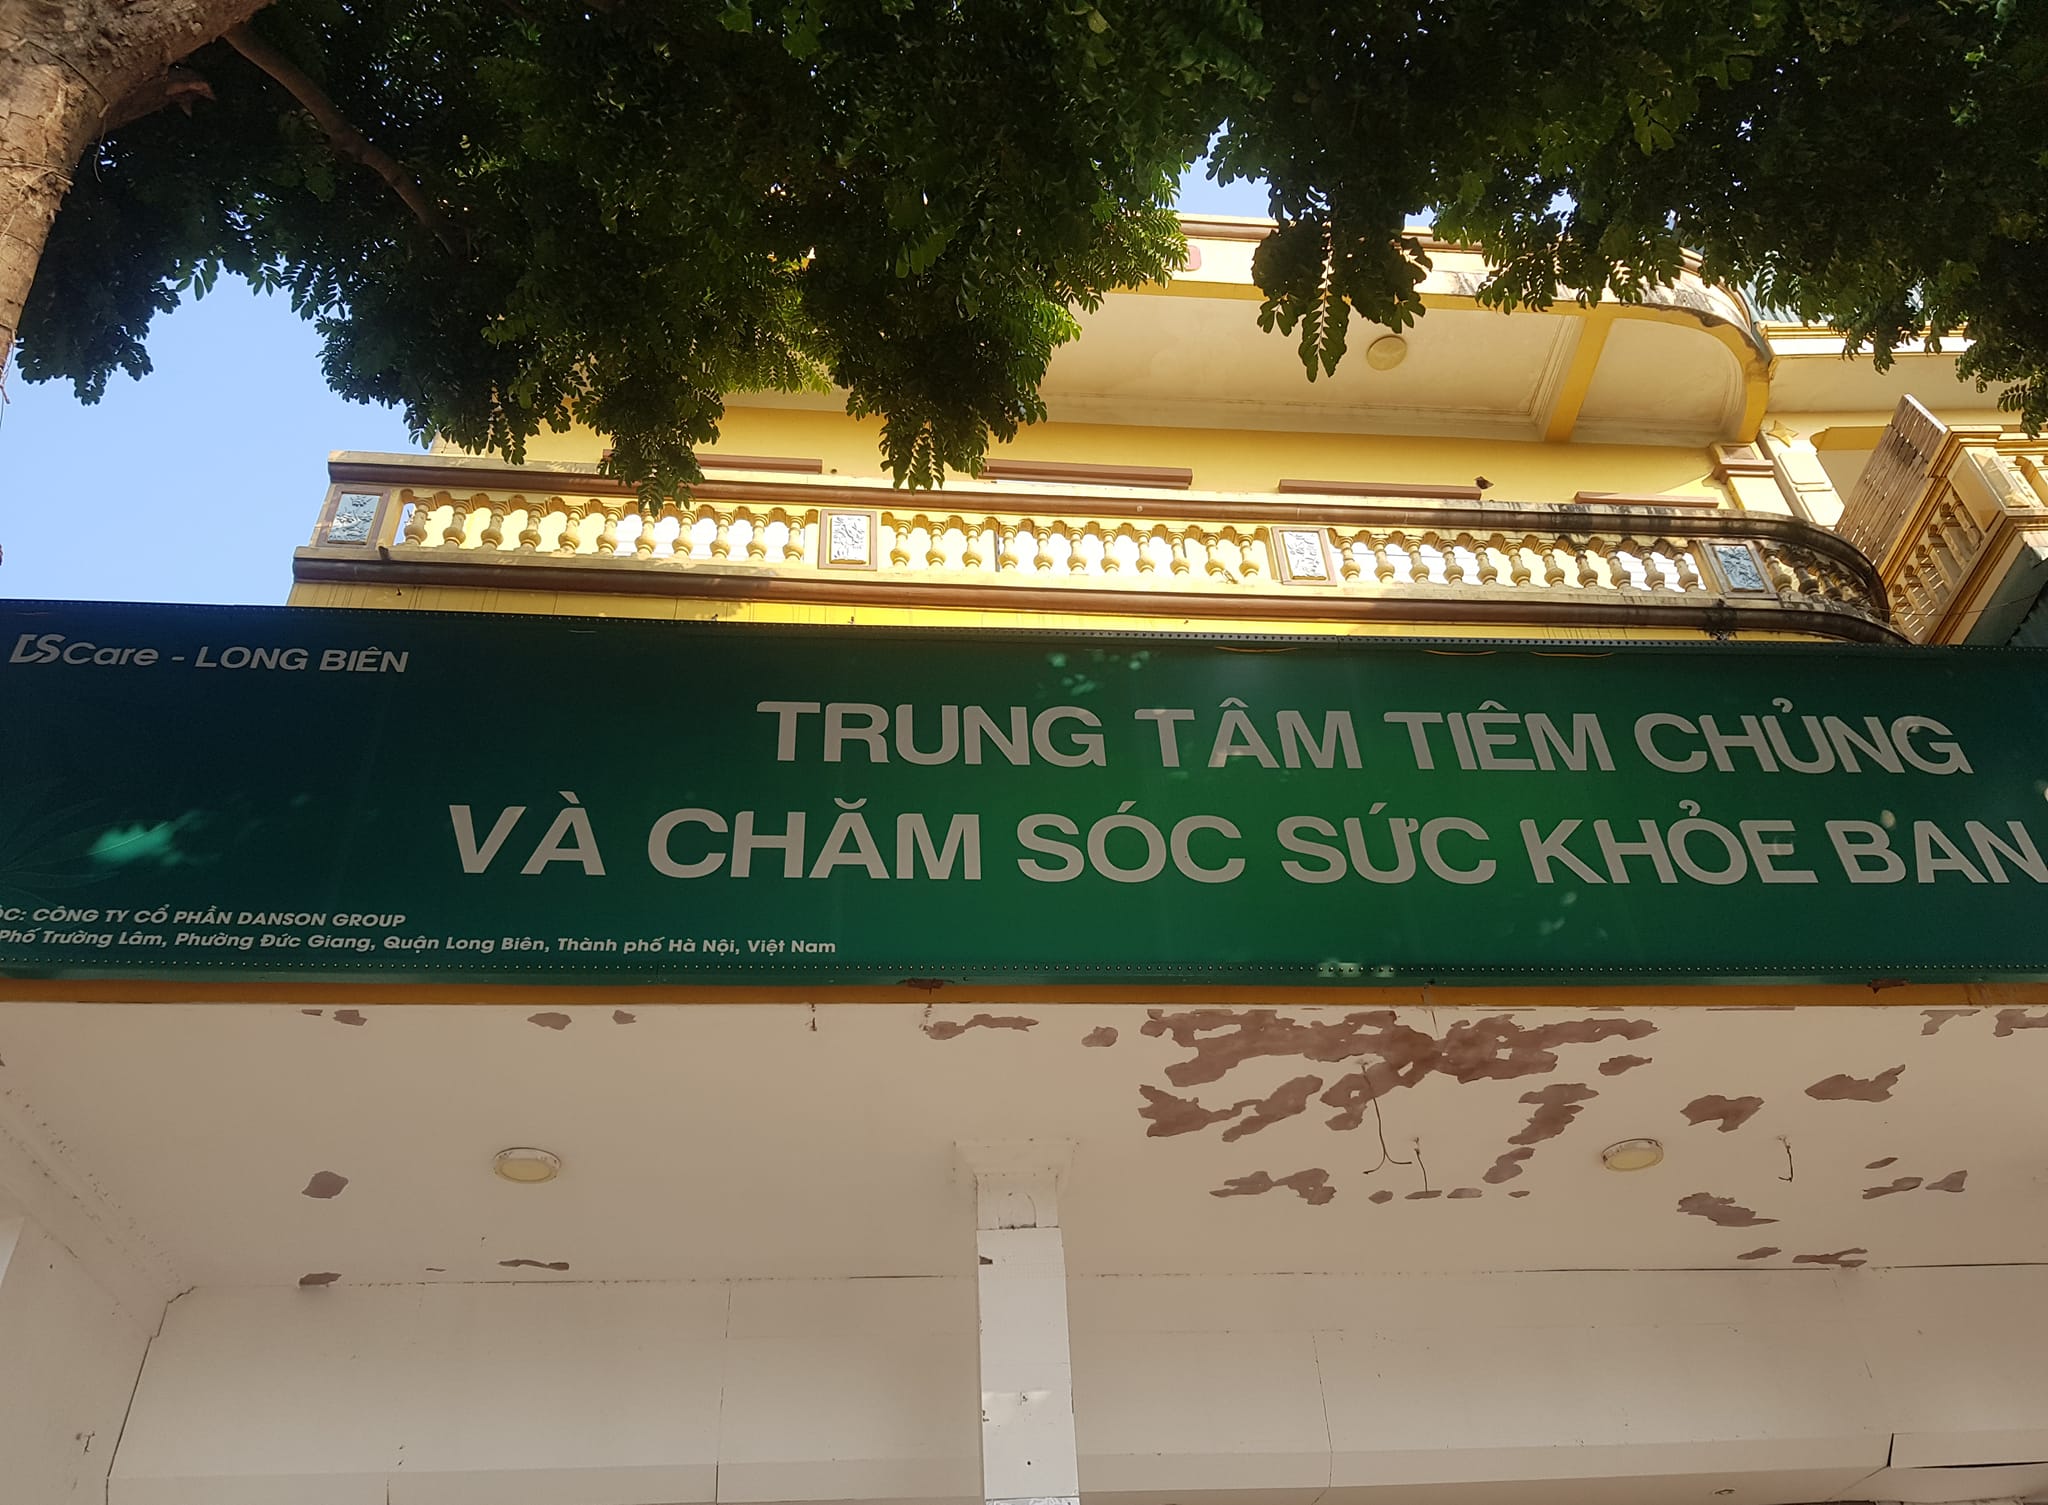 DSCare - LONG BIÊN
TRUNG TÂM TIÊM CHỦNG
VÀ CHĂM SÓC SỨC KHỎE BAN
CÔNG TY CỔ PHẦN DANSON GROUP
Phố Trường Lâm, Phường Đức Giang, Quận Long Biên, Thành phố Hà Nội, Việt Nam